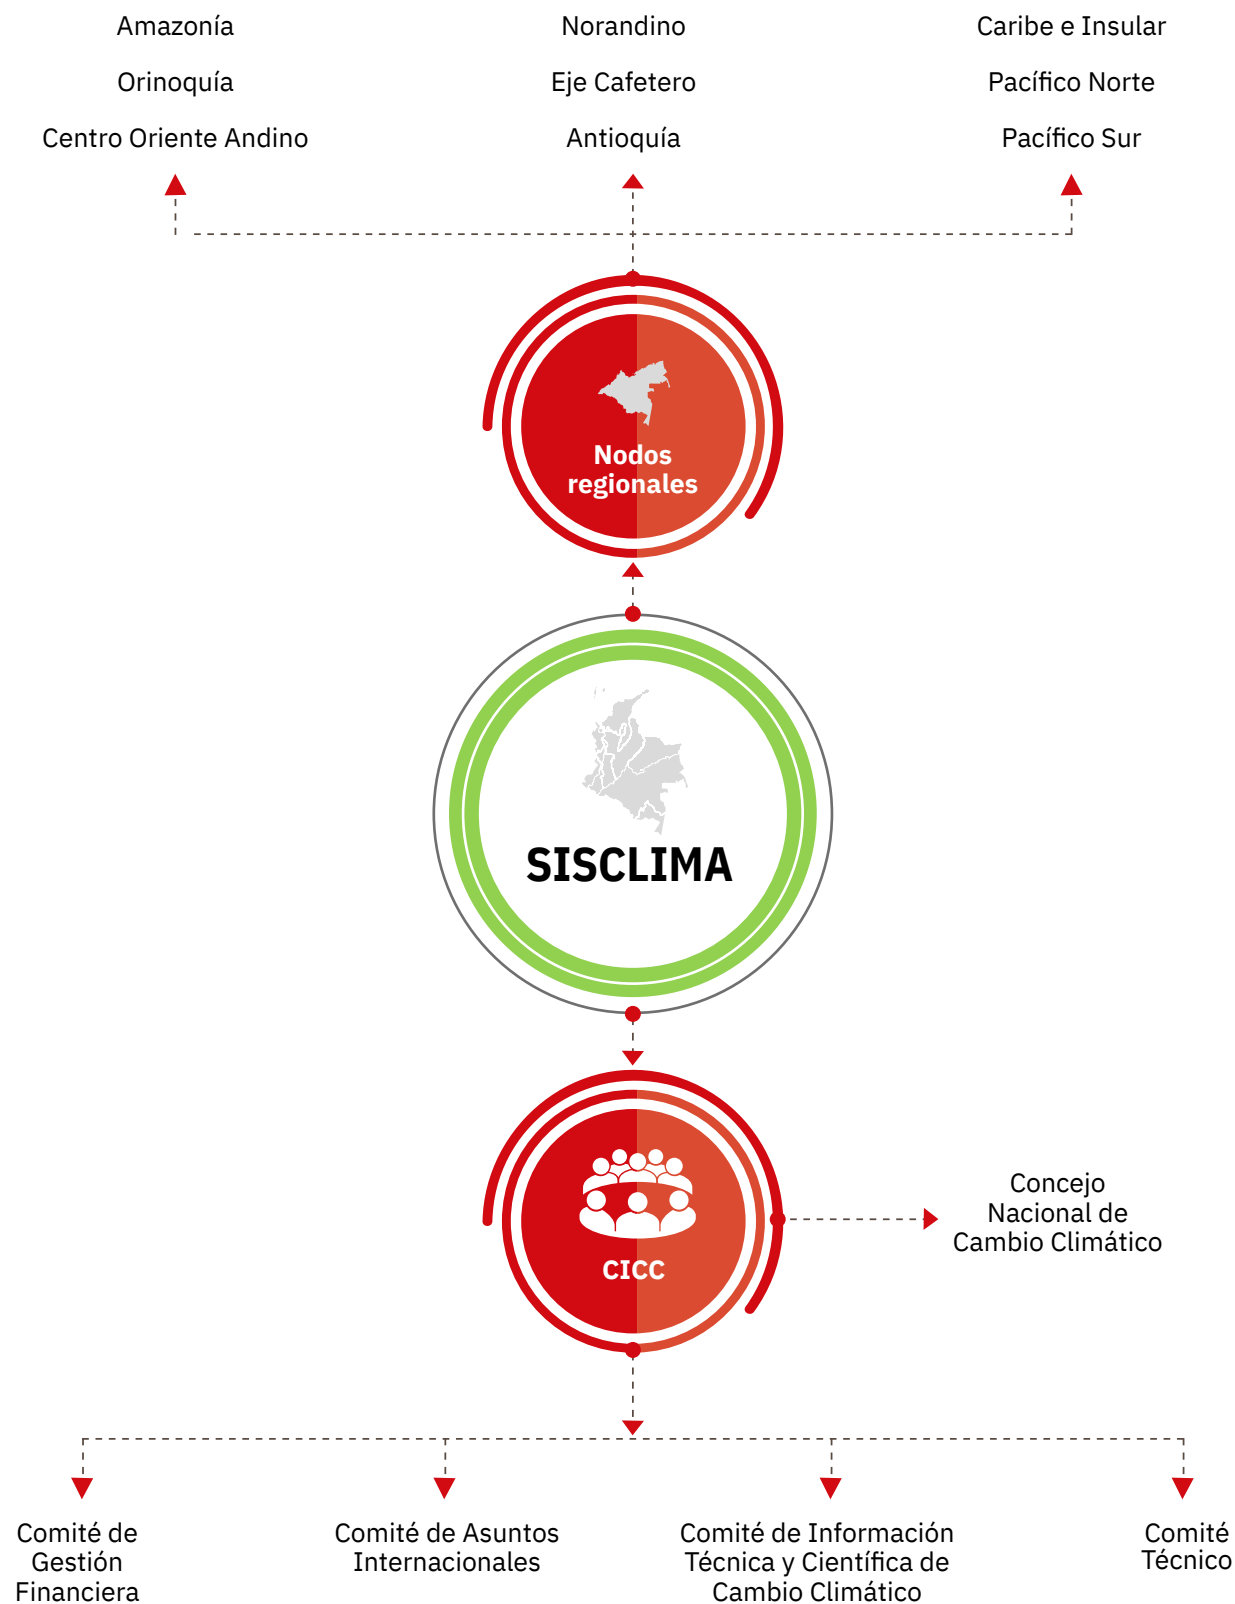 Amazonía
Orinoquía
Centro Oriente Andino
Norandino
Eje Cafetero
Antioquía
Caribe e Insular
Pacífico Norte
Pacífico Sur
Nodos
regionales
SISCLIMA
CICC
Concejo
Nacional de
Cambio Climático
Comité de
Gestión
Financiera
Comité de Asuntos
Internacionales
Comité de Información
Técnica y Científica de
Cambio Climático
Comité
Técnico